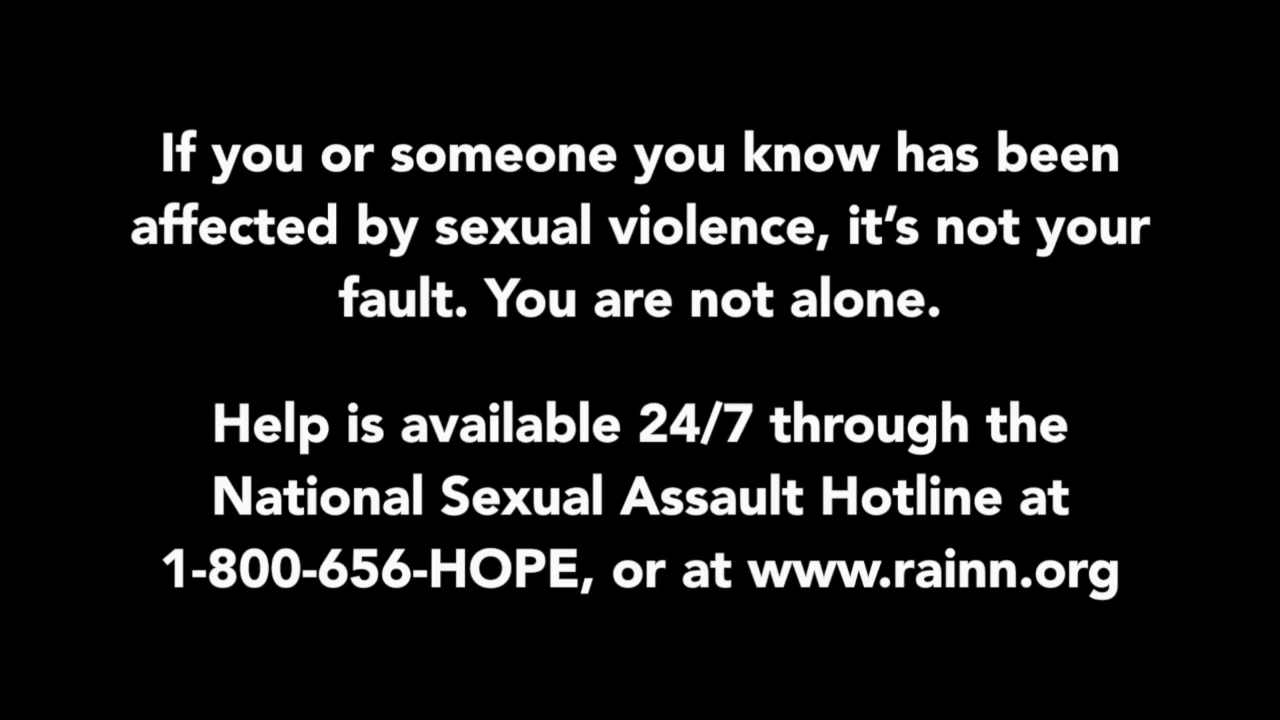 If you or someone you know has been
affected by sexual violence, it’s not your
fault. You are not alone.
Help is available 24/7 through the
National Sexual Assault Hotline at
1-800-656-HOPE, or at www.rainn.org